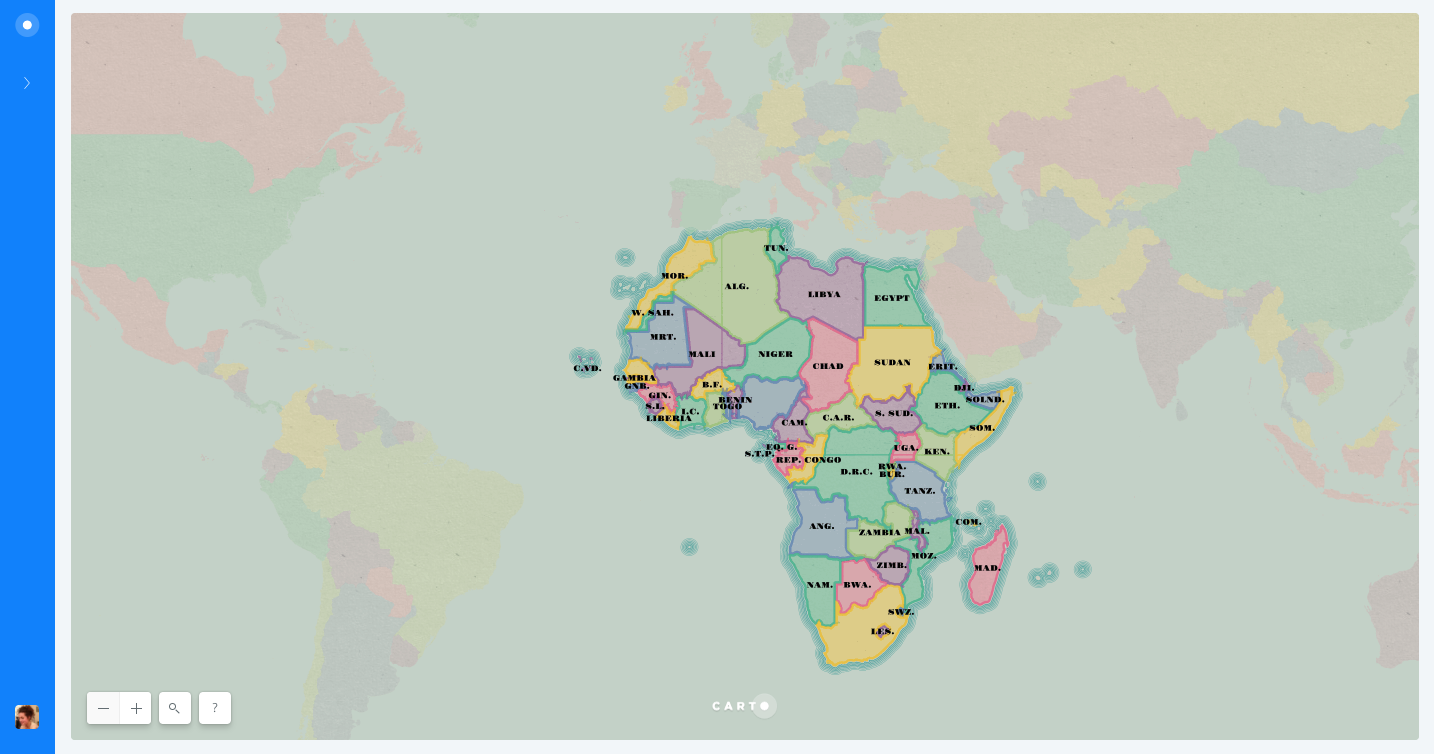 TUN.
MOR.
ALG.
LIBYA
EGYPT
W. SAH.
MRT.
MALI
NIGER
CHAD
SUDAN
ERIT.
C.VD.
GAMBIA
GNB.
B.F.
DJI.
GIN.
BENIN
SOLND.
S.L.
TOGO
ETH.
I.C.
LIBERIA
C.A.R.
S. SUD.
CAM.
SOM.
EQ. G.
UGA.
KEN.
S.T.P.
REP. CONGO
D.R.C.
RWA.
BUR.
TANZ.
ANG.
COM.
ZAMBIA
MAL.
MOZ.
ZIMB.
MAD.
NAM.
BWA.
SWZ.
LES.
?
CARTO